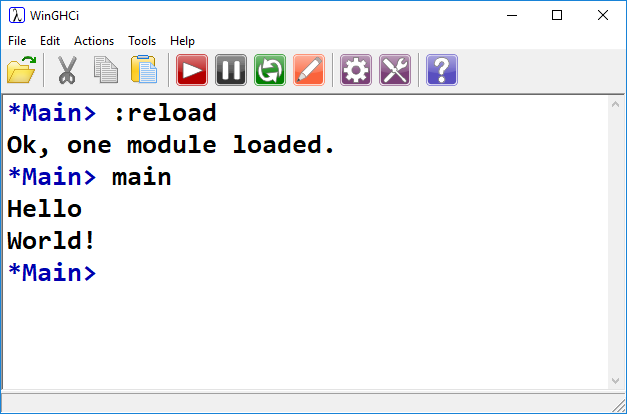 WinGHCi
File Edit Actions Tools Help
*Main> :reload
Ok, one module loaded.
*Main> main
Hello
World!
*Main>